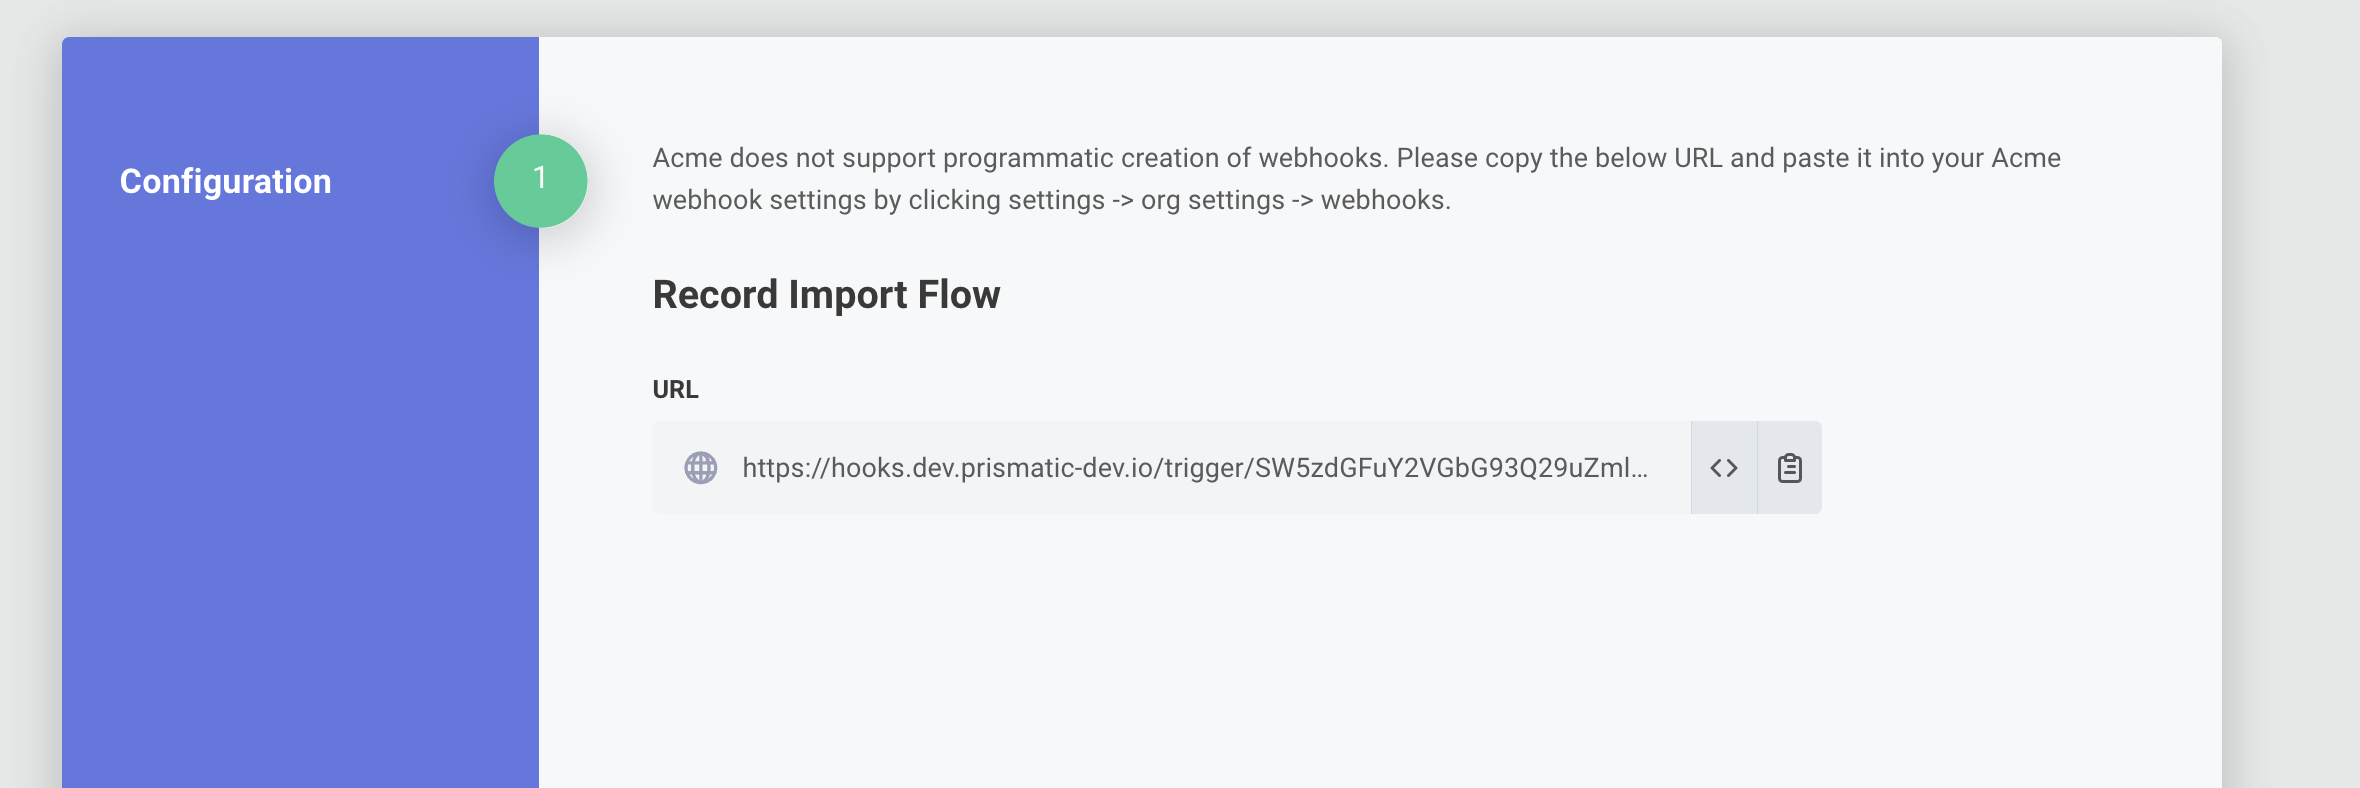 Configuration
1
Acme does not support programmatic creation of webhooks. Please copy the below URL and paste it into your Acme
webhook settings by clicking settings -> org settings -> webhooks.
Record Import Flow
URL
https://hooks.dev.prismatic-dev.io/trigger/SW5zdGFuY2VGbG93Q29uZml...